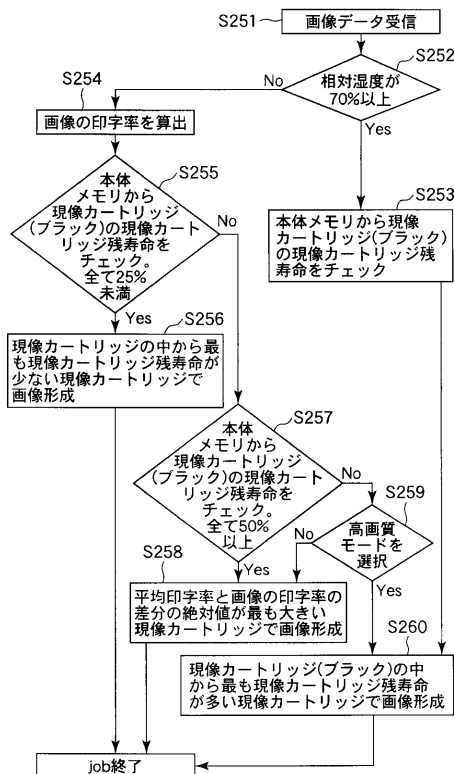 S251
画像データ受信
S252
相対湿度が
70%以上
No
Yes
S254
画像の印字率を算出
S255
本体
メモリから
現像カートリッジ
(ブラック)の現像カート
リッジ残寿命を
チェック。
全て25%
未満
No
Yes
S253
本体メモリから現像
カートリッジ(ブラック)
の現像カートリッジ残
寿命をチェック
S256
現像カートリッジの中から最
も現像カートリッジ残寿命が
少ない現像カートリッジで
画像形成
S257
本体
メモリから
現像カートリッジ
(ブラック)の現像カート
リッジ残寿命を
チェック。
全て50%
以上
No
Yes
S259
高画質
モードを
選択
No
Yes
S258
平均印字率と画像の印字率の
差分の絶対値が最も大きい
現像カートリッジで画像形成
S260
現像カートリッジ(ブラック)の中
から最も現像カートリッジ残寿命
が多い現像カートリッジで画像形成
job終了